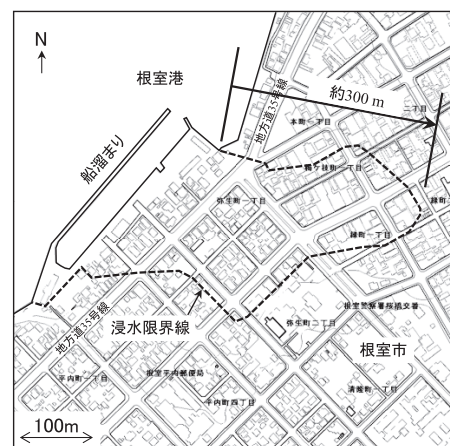 N
根室港
約300 m
二丁目
地方道35号線
本町一丁目
船溜まり
鶴ケ枝町一丁目
弥生町一丁目
緑町
緑町一丁目
根室警察署桜橋交番
浸水限界線
弥生町二丁目
地方道35号線
根室市
平内町一丁目
根室平内郵便局
清隆町一丁目
平内町四丁目
100m